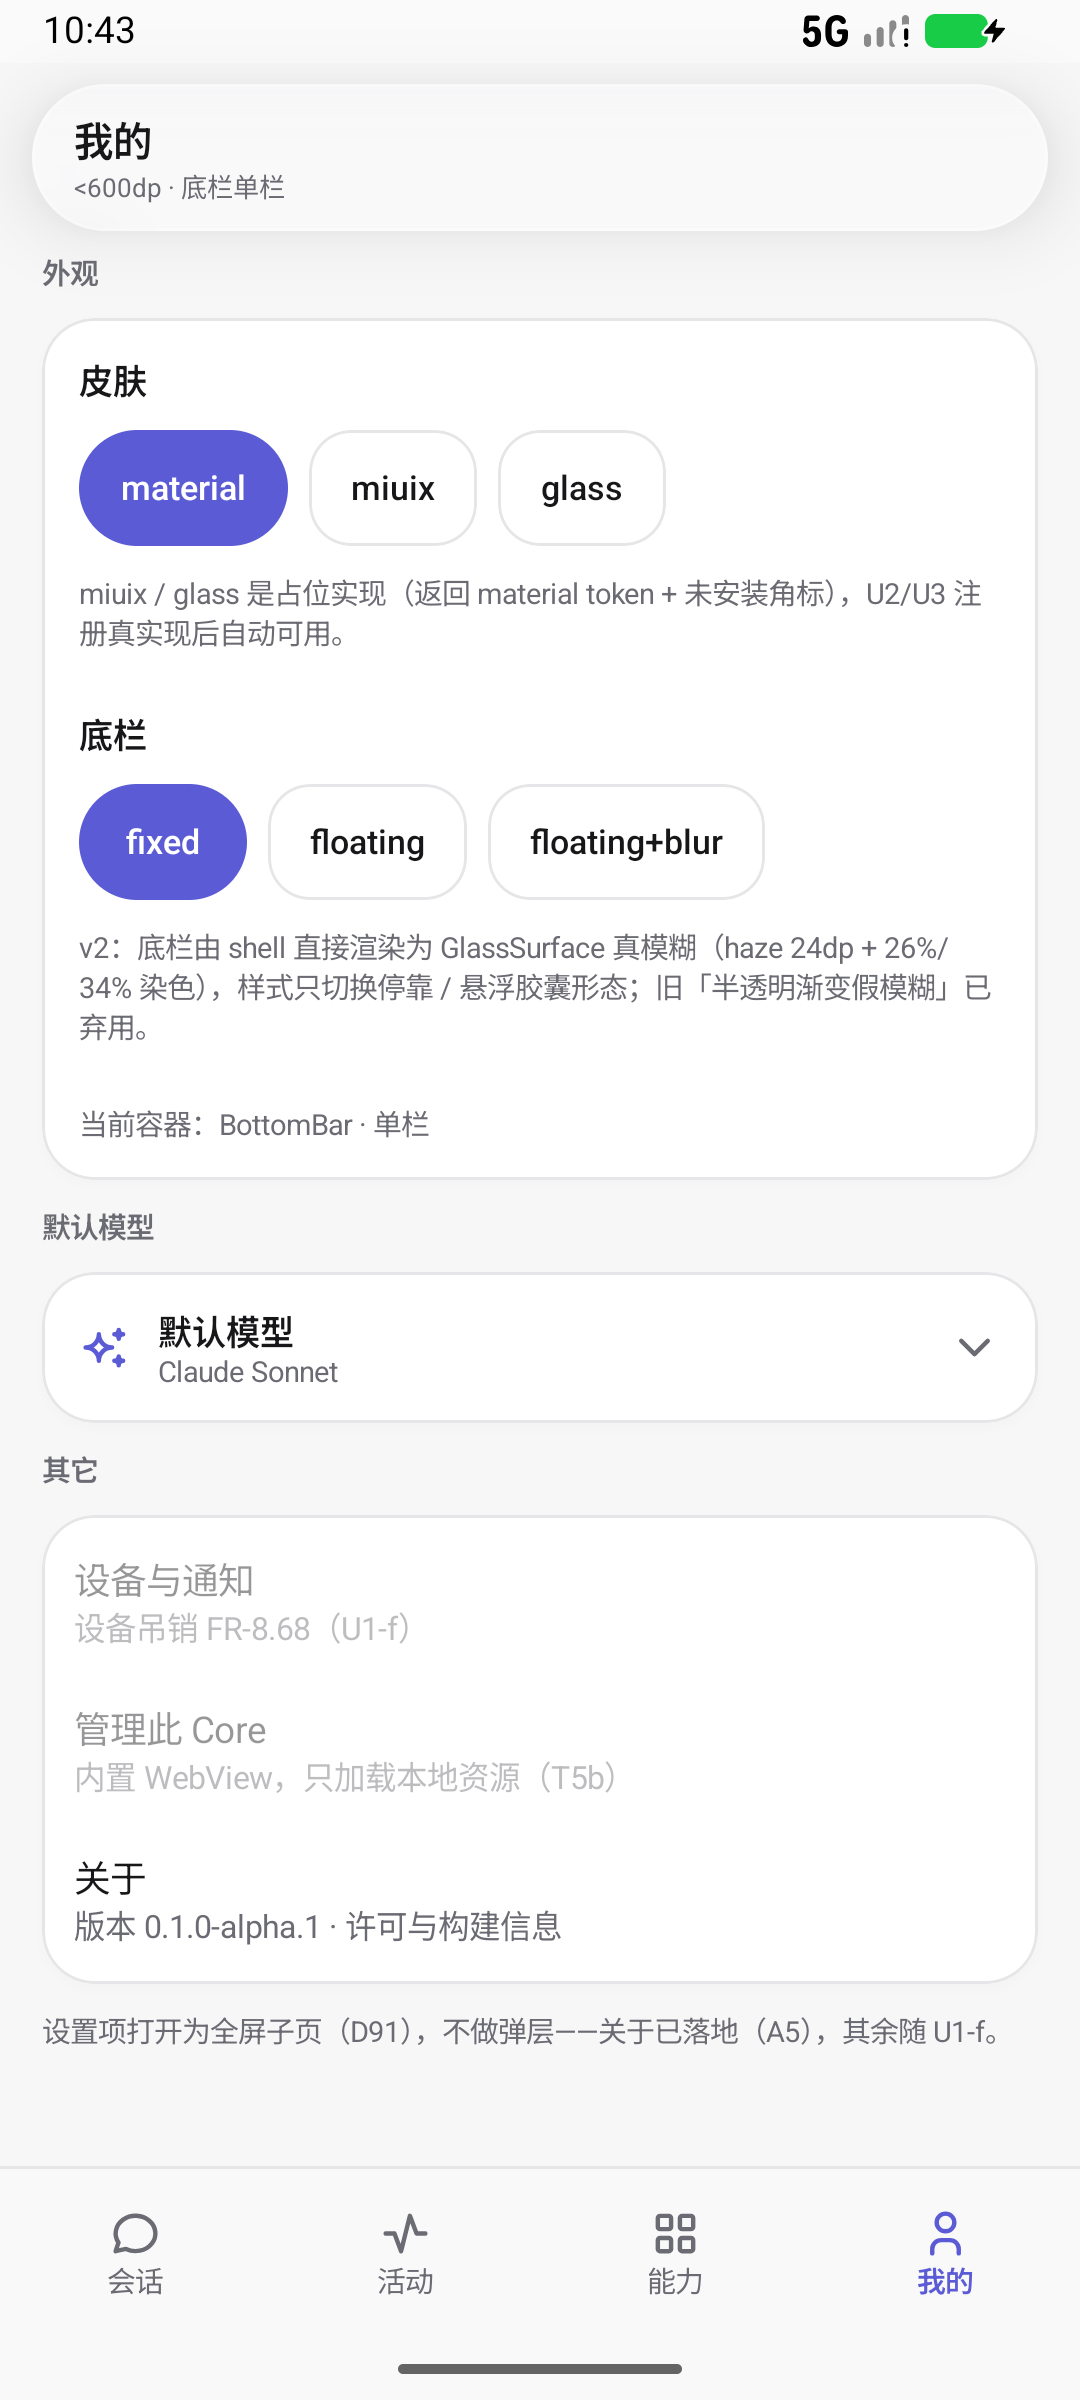 10:43
5G
我的
<600dp · 底栏单栏
外观
皮肤
material
miuix
glass
miuix / glass 是占位实现（返回 material token + 未安装角标），U2/U3 注
册真实现后自动可用。
底栏
fixed
floating
floating+blur
v2：底栏由 shell 直接渲染为 GlassSurface 真模糊（haze 24dp + 26%/
34% 染色），样式只切换停靠 / 悬浮胶囊形态；旧「半透明渐变假模糊」已
弃用。
当前容器：BottomBar · 单栏
默认模型
默认模型
Claude Sonnet
其它
设备与通知
设备吊销 FR-8.68（U1-f）
管理此 Core
内置 WebView，只加载本地资源（T5b）
关于
版本 0.1.0-alpha.1 · 许可与构建信息
设置项打开为全屏子页（D91），不做弹层——关于已落地（A5），其余随 U1-f。
会话
活动
能力
我的